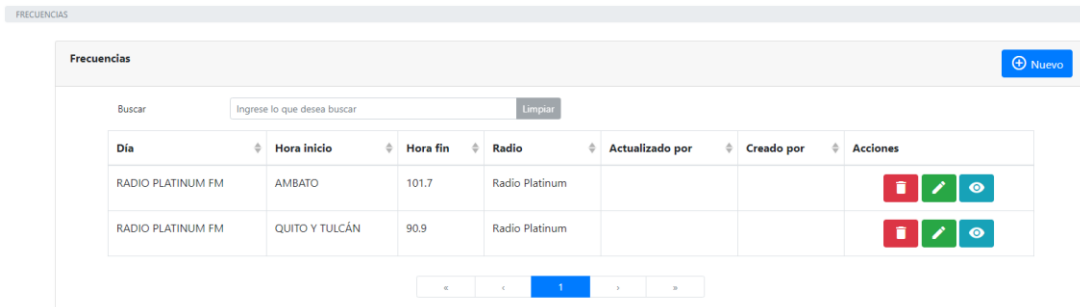 FRECUENCIAS
Frecuencias
Nuevo
Buscar Ingrese lo que desea buscar Limpiar
Día Hora inicio Hora fin Radio Actualizado por Creado por Acciones
RADIO PLATINUM FM AMBATO 101.7 Radio Platinum
RADIO PLATINUM FM QUITO Y TULCÁN 90.9 Radio Platinum
« ‹ 1 › »